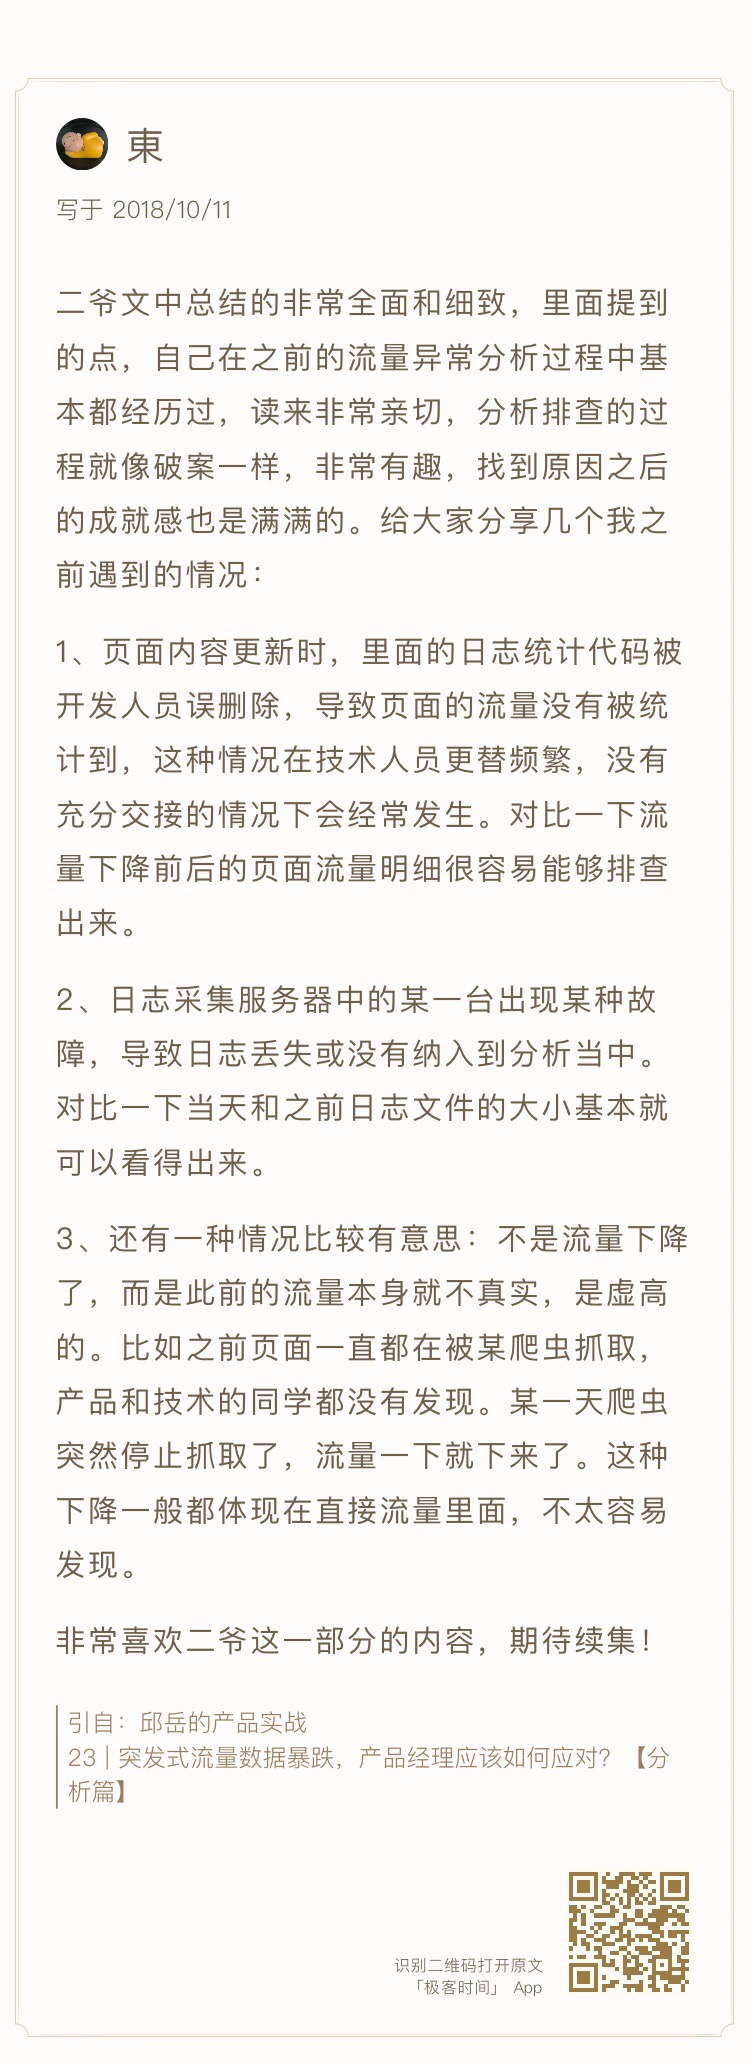 東
写于 2018/10/11
二爷文中总结的非常全面和细致，里面提到
的点，自己在之前的流量异常分析过程中基
本都经历过，读来非常亲切，分析排查的过
程就像破案一样，非常有趣，找到原因之后
的成就感也是满满的。给大家分享几个我之
前遇到的情况：
1、页面内容更新时，里面的日志统计代码被
开发人员误删除，导致页面的流量没有被统
计到，这种情况在技术人员更替频繁，没有
充分交接的情况下会经常发生。对比一下流
量下降前后的页面流量明细很容易能够排查
出来。
2、日志采集服务器中的某一台出现某种故
障，导致日志丢失或没有纳入到分析当中。
对比一下当天和之前日志文件的大小基本就
可以看得出来。
3、还有一种情况比较有意思：不是流量下降
了，而是此前的流量本身就不真实，是虚高
的。比如之前页面一直都在被某爬虫抓取，
产品和技术的同学都没有发现。某一天爬虫
突然停止抓取了，流量一下就下来了。这种
下降一般都体现在直接流量里面，不太容易
发现。
非常喜欢二爷这一部分的内容，期待续集！
引自：邱岳的产品实战
23 | 突发式流量数据暴跌，产品经理应该如何应对？【分
析篇】
识别二维码打开原文
「极客时间」 App